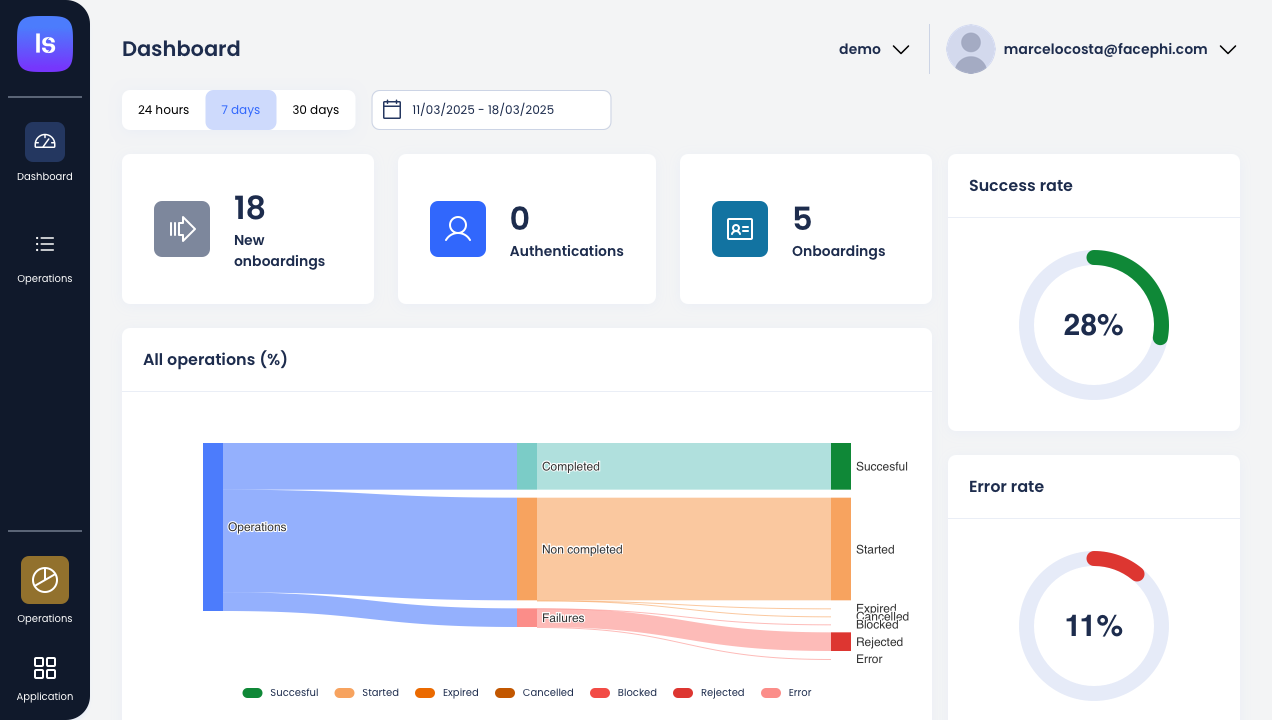 ls
Dashboard
Operations
Operations
Application
Dashboard
demo
marcelocosta@facephi.com
24 hours
7 days
30 days
11/03/2025 - 18/03/2025
18
New
onboardings
0
Authentications
5
Onboardings
Success rate
28%
All operations (%)
Operations
Completed
Non completed
Failures
Succesful
Started
Expired
Cancelled
Blocked
Rejected
Error
Succesful
Started
Expired
Cancelled
Blocked
Rejected
Error
Error rate
11%